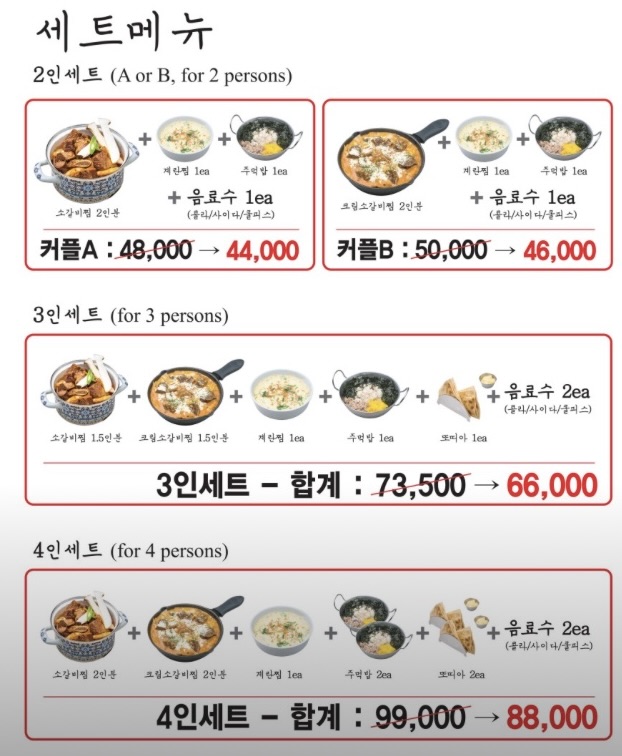 세트메뉴
2인세트 (A or B, for 2 persons)
+ +
계란찜 1ea 주먹밥 1ea
+ 음료수 1ea
소갈비찜 2인분 (콜라/사이다/쿨피스)
커플A : 48,000 → 44,000
+ +
계란찜 1ea 주먹밥 1ea
+ 음료수 1ea
크림소갈비찜 2인분 (콜라/사이다/쿨피스)
커플B : 50,000 → 46,000
3인세트 (for 3 persons)
+ + + + + 음료수 2ea
(콜라/사이다/쿨피스)
소갈비찜 1.5인분 크림소갈비찜 1.5인분 계란찜 1ea 주먹밥 1ea 또띠아 1ea
3인세트 - 합계 : 73,500 → 66,000
4인세트 (for 4 persons)
+ + + + + 음료수 2ea
(콜라/사이다/쿨피스)
소갈비찜 2인분 크림소갈비찜 2인분 계란찜 1ea 주먹밥 2ea 또띠아 2ea
4인세트 - 합계 : 99,000 → 88,000